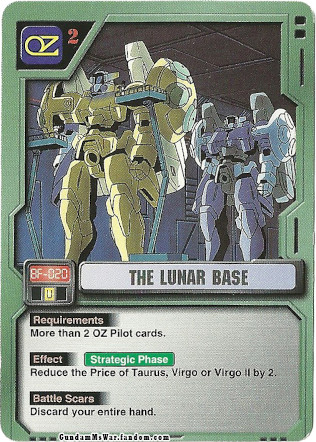 OZ 2
BF-020
THE LUNAR BASE
U
Requirements
More than 2 OZ Pilot cards.
Effect Strategic Phase
Reduce the Price of Taurus, Virgo or Virgo II by 2.
Battle Scars
Discard your entire hand.
GundamMsWar.fandom.com